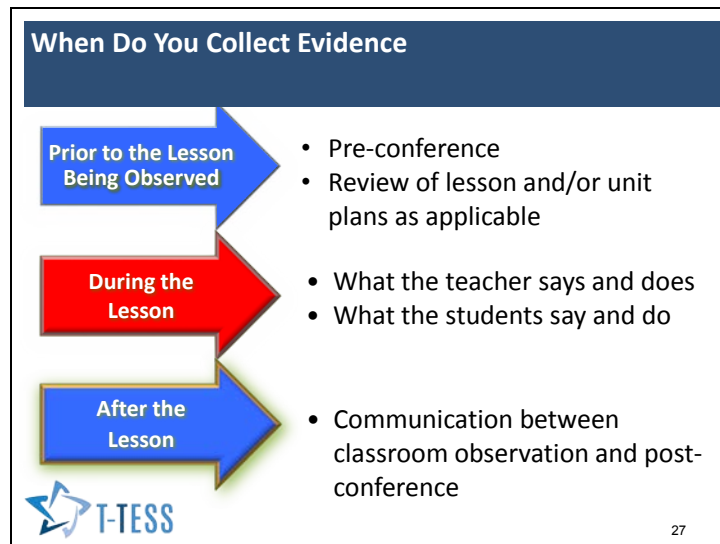 When Do You Collect Evidence
Prior to the Lesson
Being Observed
• Pre-conference
• Review of lesson and/or unit
plans as applicable
During the
Lesson
• What the teacher says and does
• What the students say and do
After the
Lesson
• Communication between
classroom observation and post-
conference
T-TESS
27